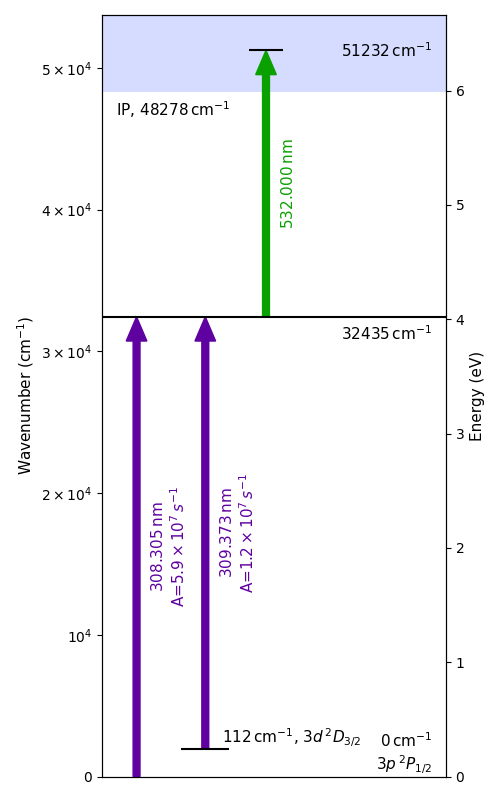 51232 cm⁻¹
IP, 48278 cm⁻¹
532.000 nm
32435 cm⁻¹
308.305 nm
A=5.9 × 10⁷ s⁻¹
309.373 nm
A=1.2 × 10⁷ s⁻¹
112 cm⁻¹, 3d ²D₃/₂
0 cm⁻¹
3p ²P₁/₂
Wavenumber (cm⁻¹)
5 × 10⁴
4 × 10⁴
3 × 10⁴
2 × 10⁴
10⁴
0
Energy (eV)
6
5
4
3
2
1
0